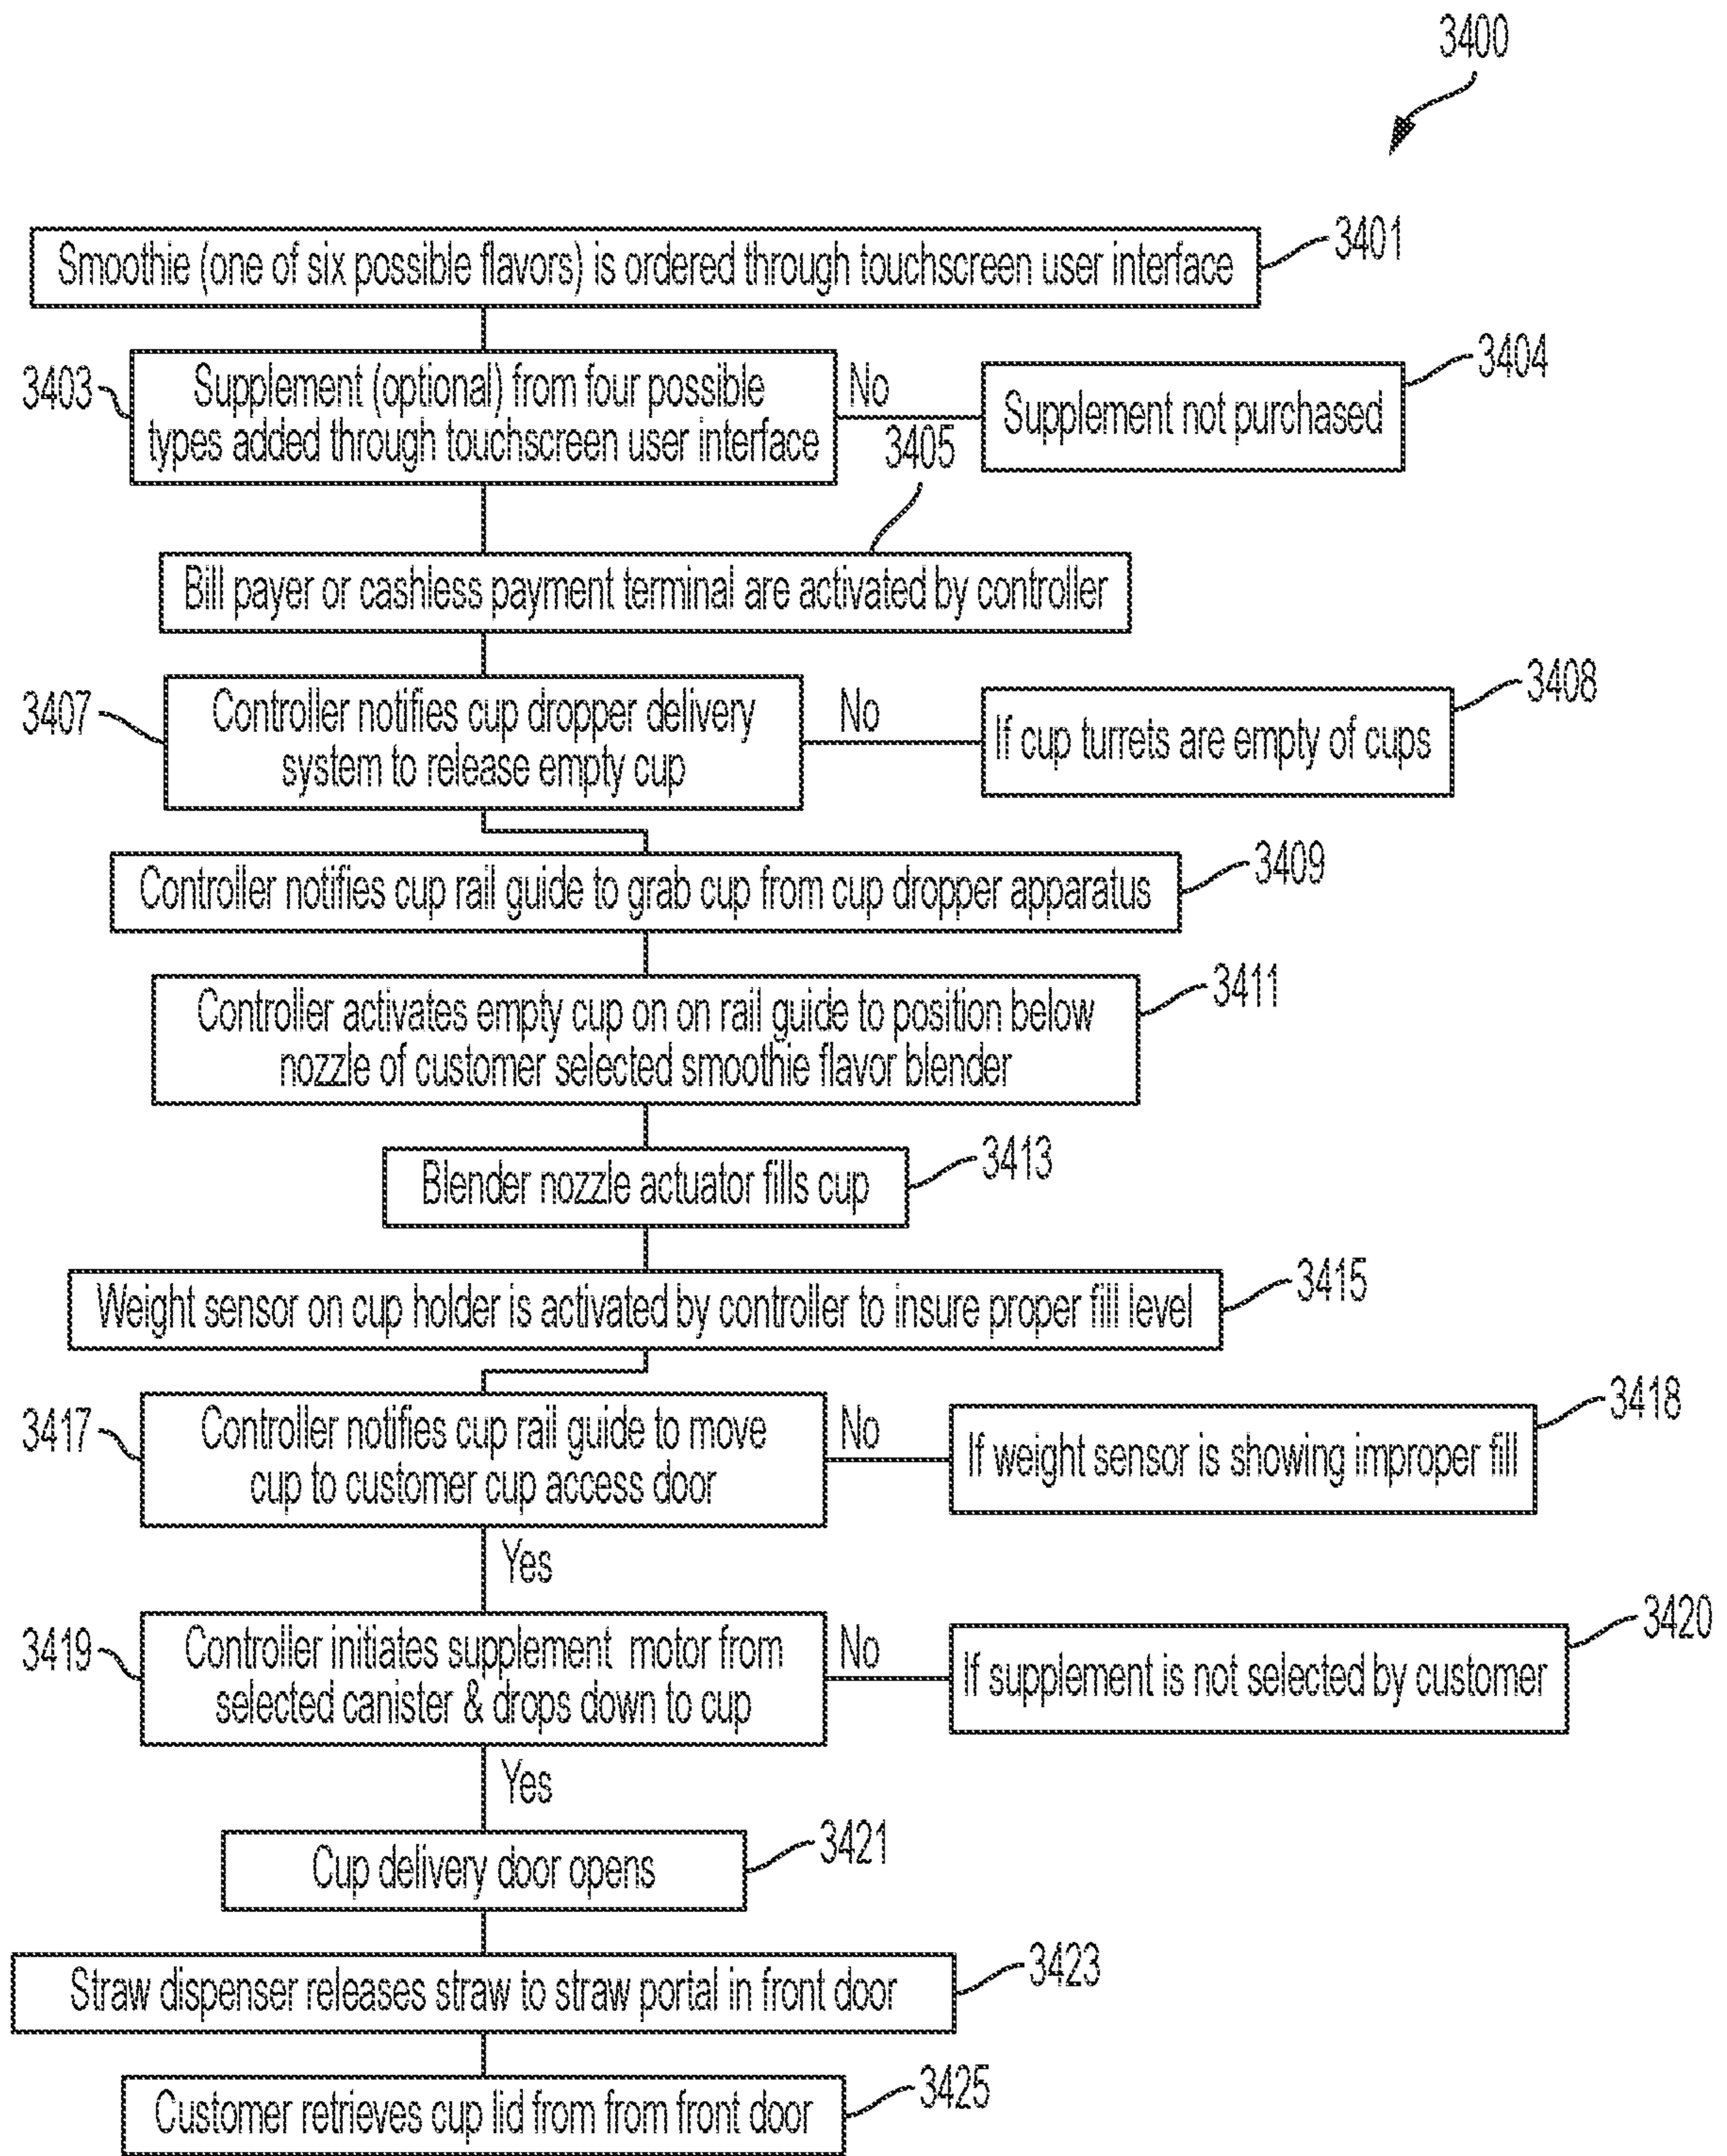 3400
Smoothie (one of six possible flavors) is ordered through touchscreen user interface
3401
3403
Supplement (optional) from four possible
types added through touchscreen user interface
No
Supplement not purchased
3404
3405
Bill payer or cashless payment terminal are activated by controller
3407
Controller notifies cup dropper delivery
system to release empty cup
No
If cup turrets are empty of cups
3408
Controller notifies cup rail guide to grab cup from cup dropper apparatus
3409
Controller activates empty cup on on rail guide to position below
nozzle of customer selected smoothie flavor blender
3411
Blender nozzle actuator fills cup
3413
Weight sensor on cup holder is activated by controller to insure proper fill level
3415
3417
Controller notifies cup rail guide to move
cup to customer cup access door
No
If weight sensor is showing improper fill
3418
Yes
3419
Controller initiates supplement motor from
selected canister & drops down to cup
No
If supplement is not selected by customer
3420
Yes
Cup delivery door opens
3421
Straw dispenser releases straw to straw portal in front door
3423
Customer retrieves cup lid from from front door
3425